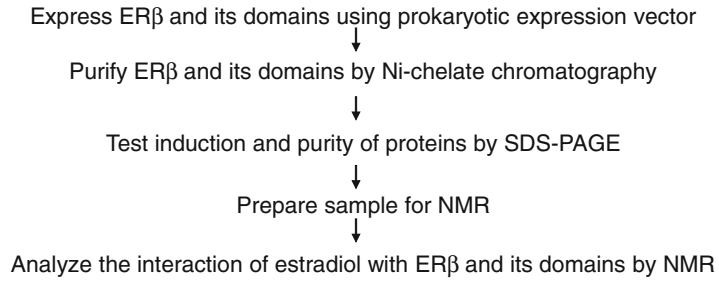 Express ERβ and its domains using prokaryotic expression vector
Purify ERβ and its domains by Ni-chelate chromatography
Test induction and purity of proteins by SDS-PAGE
Prepare sample for NMR
Analyze the interaction of estradiol with ERβ and its domains by NMR